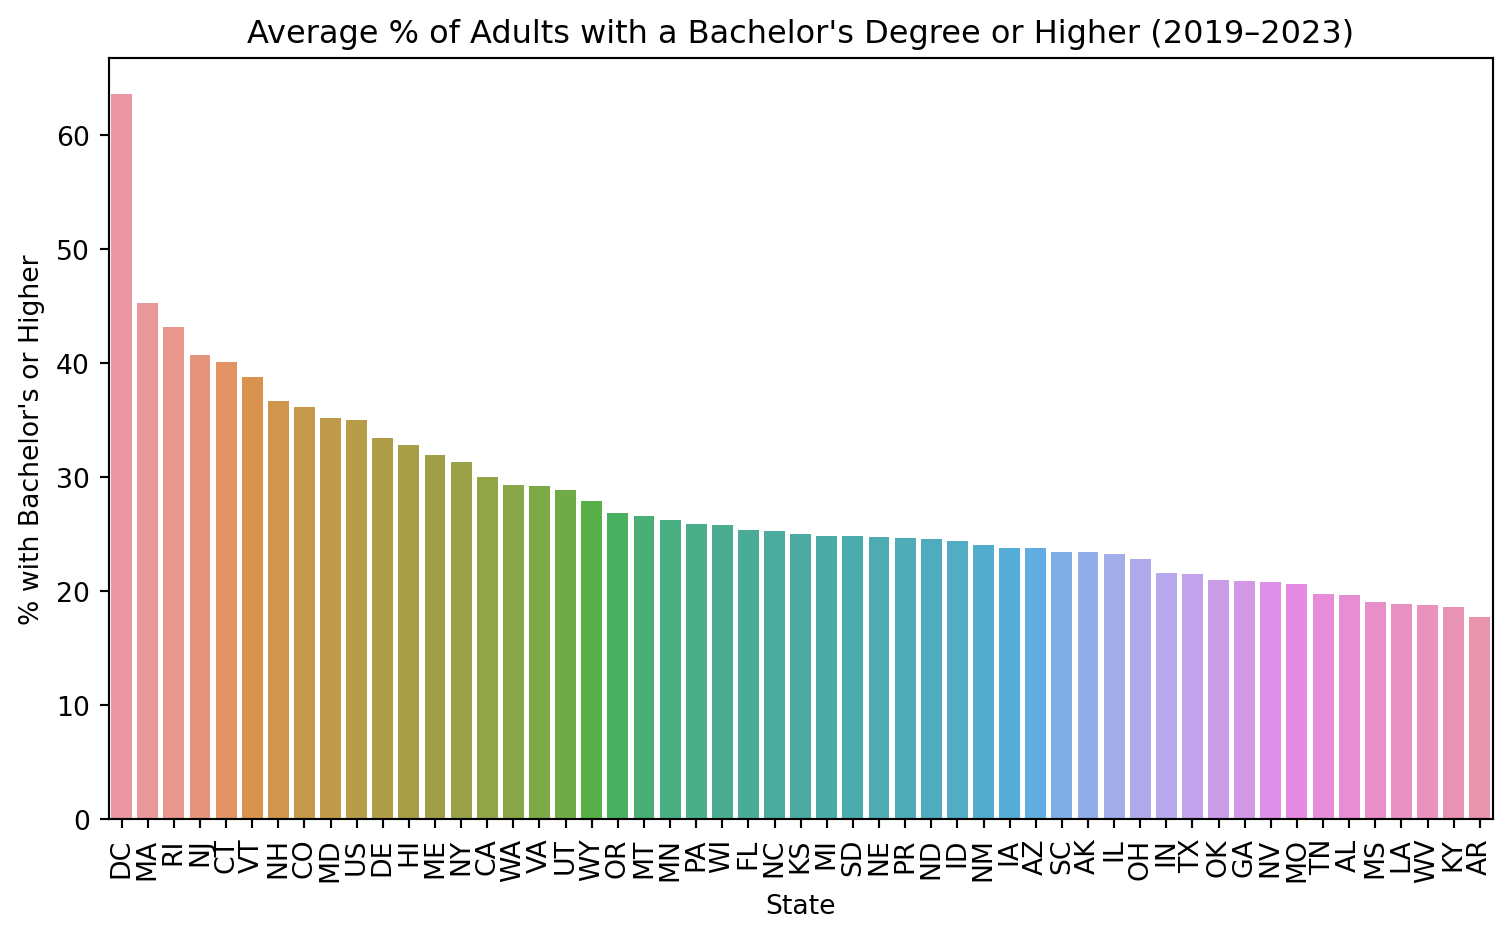 Average % of Adults with a Bachelor's Degree or Higher (2019–2023)
% with Bachelor's or Higher
60
50
40
30
20
10
0
DC MA RI NJ CT VT NH CO MD US DE HI ME NY CA WA VA UT WY OR MT MN PA WI FL NC KS MI SD NE PR ND ID NM IA AZ SC AK IL OH IN TX OK GA NV MO TN AL MS LA WV KY AR
State